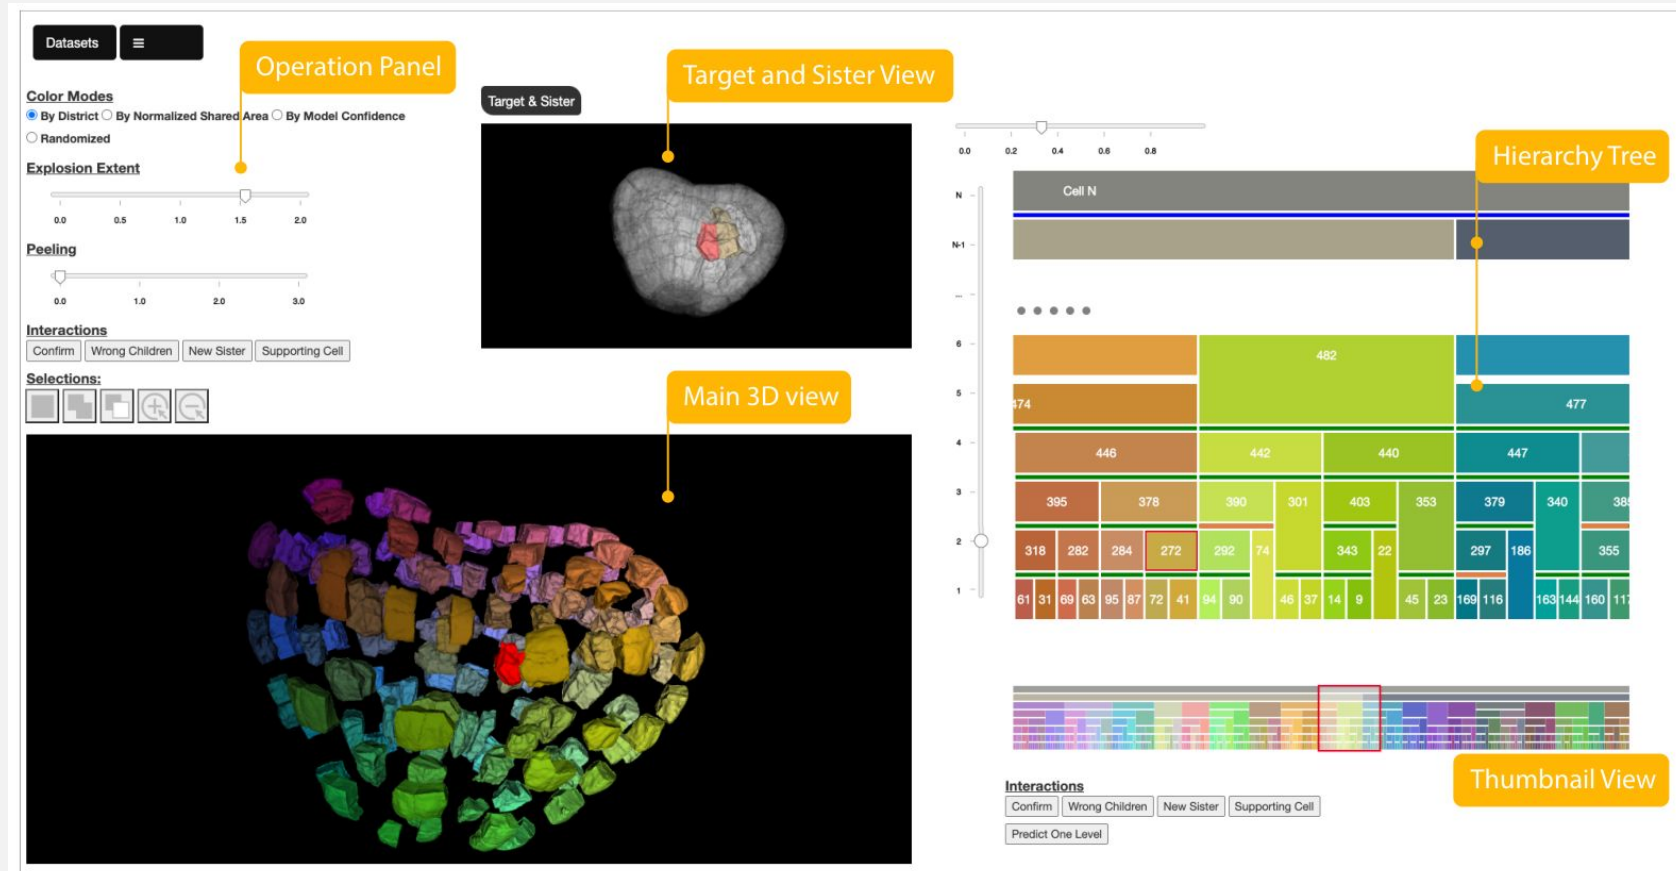 Datasets ≡
Operation Panel
Color Modes
By District By Normalized Shared Area By Model Confidence
Randomized
Explosion Extent
0.0 0.5 1.0 1.5 2.0
Peeling
0.0 1.0 2.0 3.0
Interactions
Confirm Wrong Children New Sister Supporting Cell
Selections:
Target and Sister View
Target & Sister
Main 3D view
0.0 0.2 0.4 0.6 0.8
Hierarchy Tree
N Cell N
N-1
...
6 482
5 474 477
4 446 442 440 447
3 395 378 390 301 403 353 379 340 385
2 318 282 284 272 292 74 343 22 297 186 355
1 61 31 69 63 95 87 72 41 94 90 46 37 14 9 45 23 169 116 163 144 160 117
Thumbnail View
Interactions
Confirm Wrong Children New Sister Supporting Cell
Predict One Level